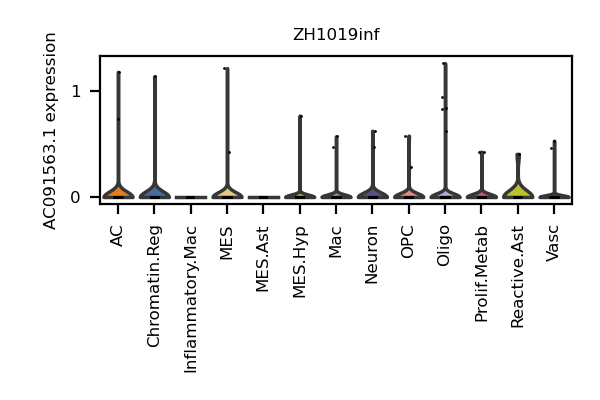 ZH1019inf
AC091563.1 expression
1
0
AC
Chromatin.Reg
Inflammatory.Mac
MES
MES.Ast
MES.Hyp
Mac
Neuron
OPC
Oligo
Prolif.Metab
Reactive.Ast
Vasc